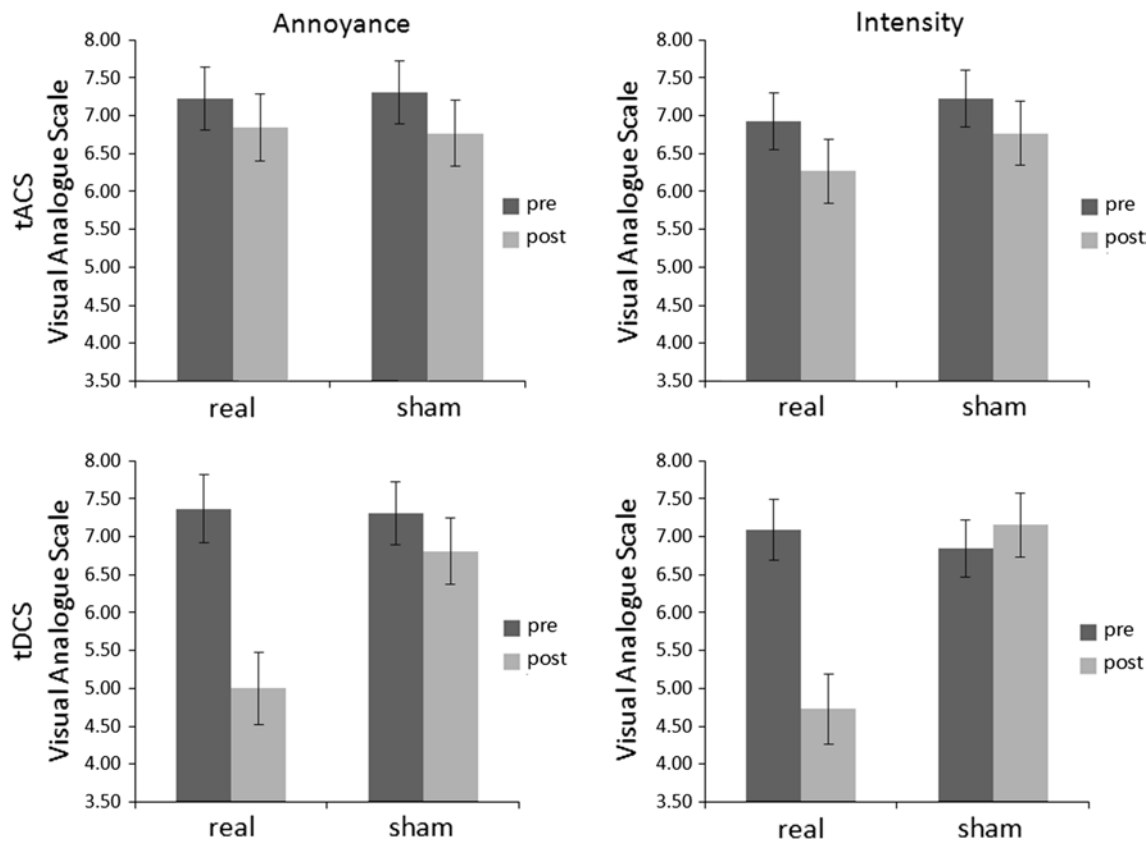 Annoyance
tACS
Visual Analogue Scale
8.00
7.50
7.00
6.50
6.00
5.50
5.00
4.50
4.00
3.50
real
sham
pre
post
Intensity
Visual Analogue Scale
8.00
7.50
7.00
6.50
6.00
5.50
5.00
4.50
4.00
3.50
real
sham
pre
post
tDCS
Visual Analogue Scale
8.00
7.50
7.00
6.50
6.00
5.50
5.00
4.50
4.00
3.50
real
sham
pre
post
Visual Analogue Scale
8.00
7.50
7.00
6.50
6.00
5.50
5.00
4.50
4.00
3.50
real
sham
pre
post